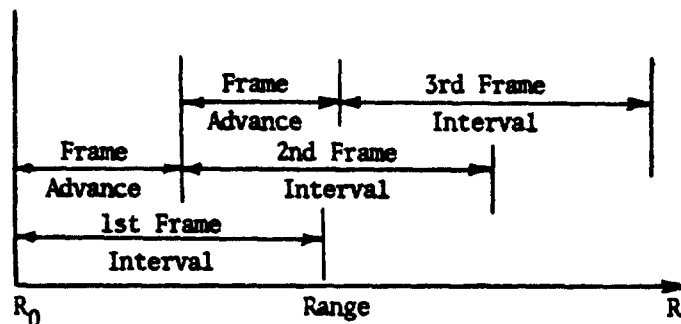 Frame
Advance
3rd Frame
Interval
Frame
Advance
2nd Frame
Interval
1st Frame
Interval
R₀ Range R